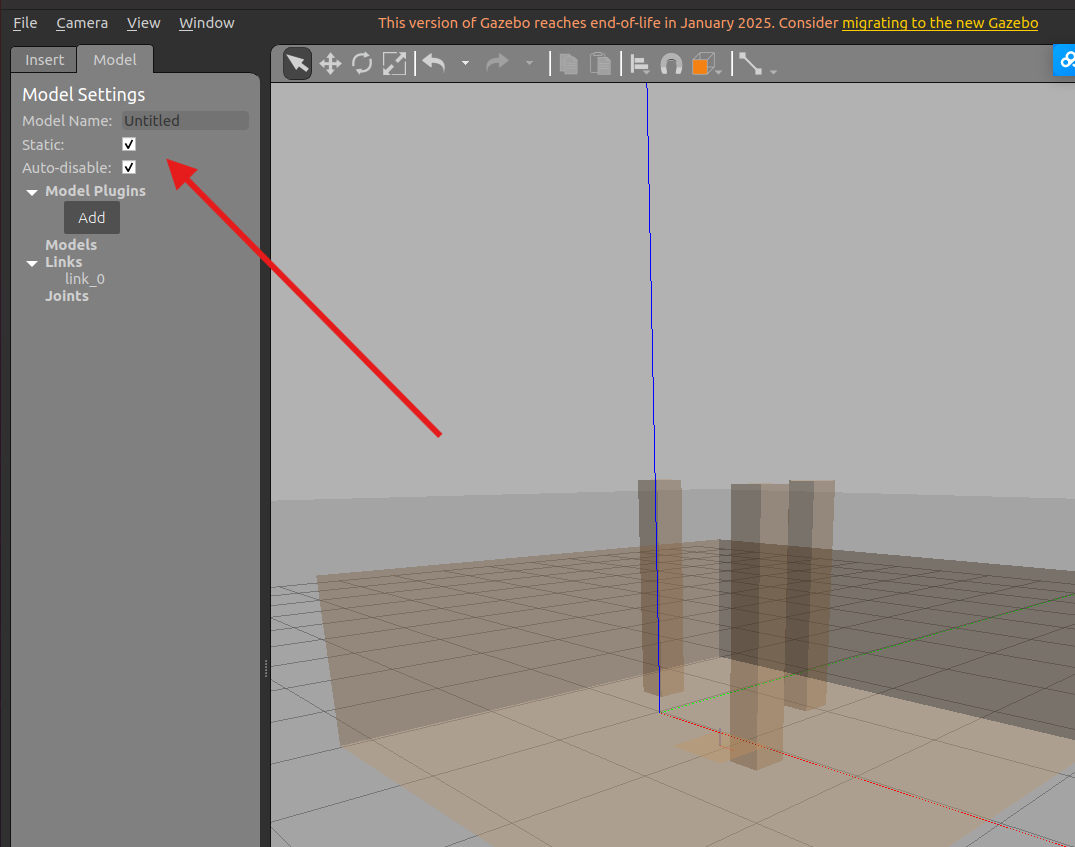 File Camera View Window This version of Gazebo reaches end-of-life in January 2025. Consider migrating to the new Gazebo
Insert Model
Model Settings
Model Name: Untitled
Static:
Auto-disable:
Model Plugins
Add
Models
Links
link_0
Joints